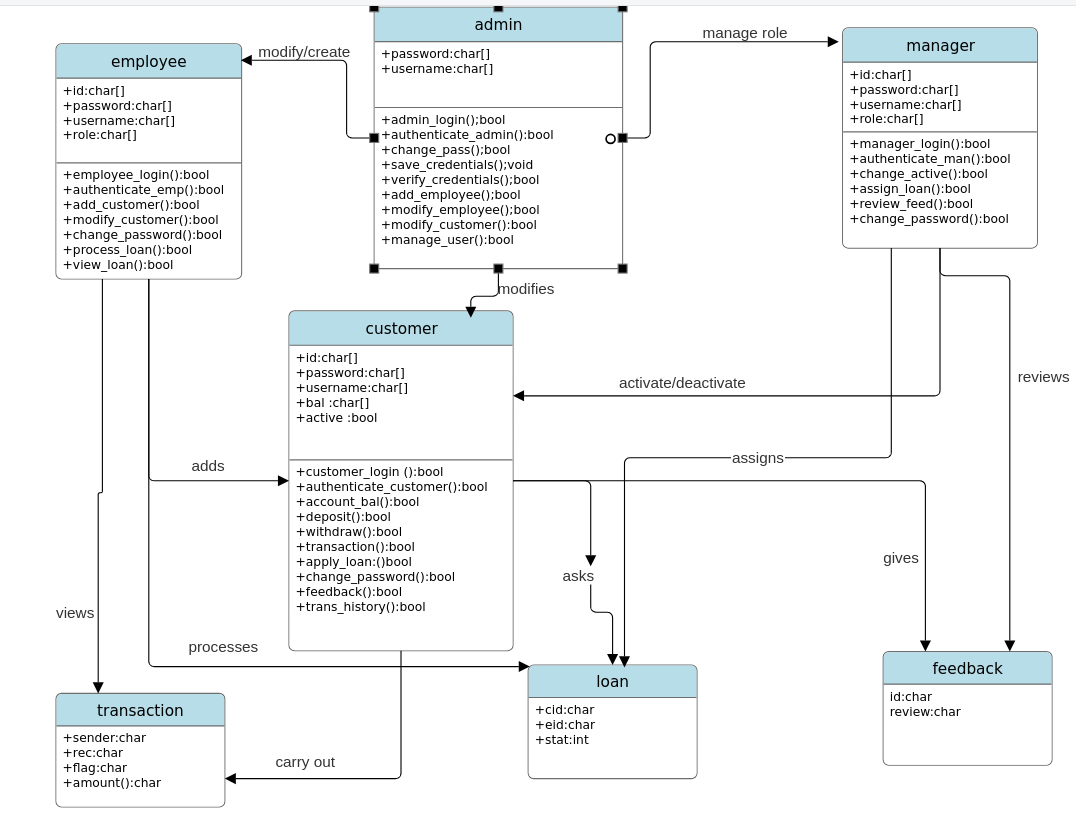 admin
+password:char[]
+username:char[]
+admin_login();bool
+authenticate_admin():bool
+change_pass();bool
+save_credentials();void
+verify_credentials();bool
+add_employee();bool
+modify_employee();bool
+modify_customer():bool
+manage_user():bool
modify/create
manage role
employee
+id:char[]
+password:char[]
+username:char[]
+role:char[]
+employee_login():bool
+authenticate_emp():bool
+add_customer():bool
+modify_customer():bool
+change_password():bool
+process_loan():bool
+view_loan():bool
manager
+id:char[]
+password:char[]
+username:char[]
+role:char[]
+manager_login():bool
+authenticate_man():bool
+change_active():bool
+assign_loan():bool
+review_feed():bool
+change_password():bool
modifies
customer
+id:char[]
+password:char[]
+username:char[]
+bal :char[]
+active :bool
+customer_login ():bool
+authenticate_customer():bool
+account_bal():bool
+deposit():bool
+withdraw():bool
+transaction():bool
+apply_loan:()bool
+change_password():bool
+feedback():bool
+trans_history():bool
activate/deactivate
reviews
assigns
adds
gives
asks
views
processes
carry out
transaction
+sender:char
+rec:char
+flag:char
+amount():char
loan
+cid:char
+eid:char
+stat:int
feedback
id:char
review:char